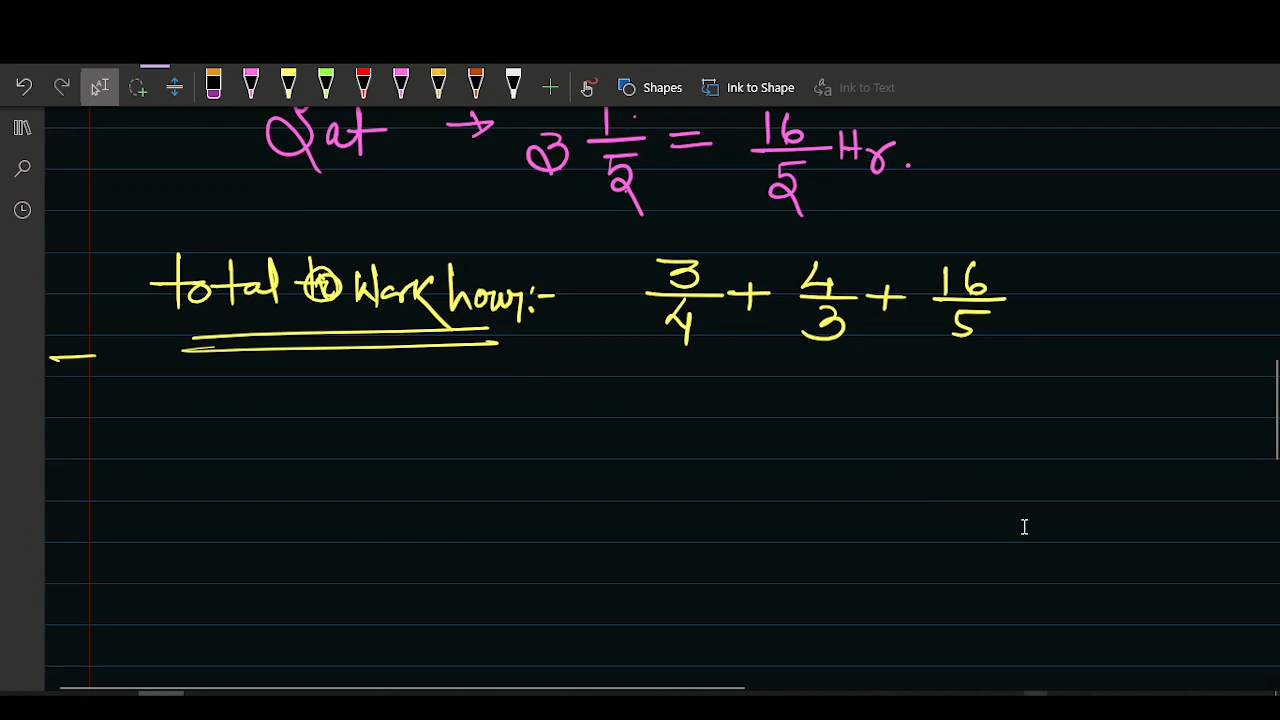 Shapes Ink to Shape Ink to Text
Qat → 3 1/5 = 16/5 Hr.
total Work hour:- 3/4 + 4/3 + 16/5